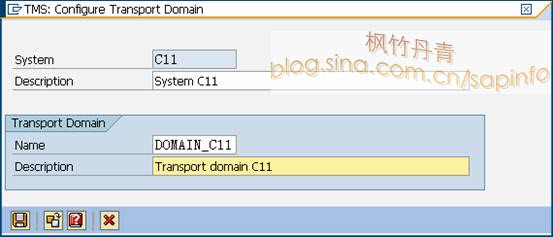 TMS: Configure Transport Domain
枫竹丹青
blog.sina.com.cn/sapinfo
System C11
Description System C11
Transport Domain
Name DOMAIN_C11
Description Transport domain C11